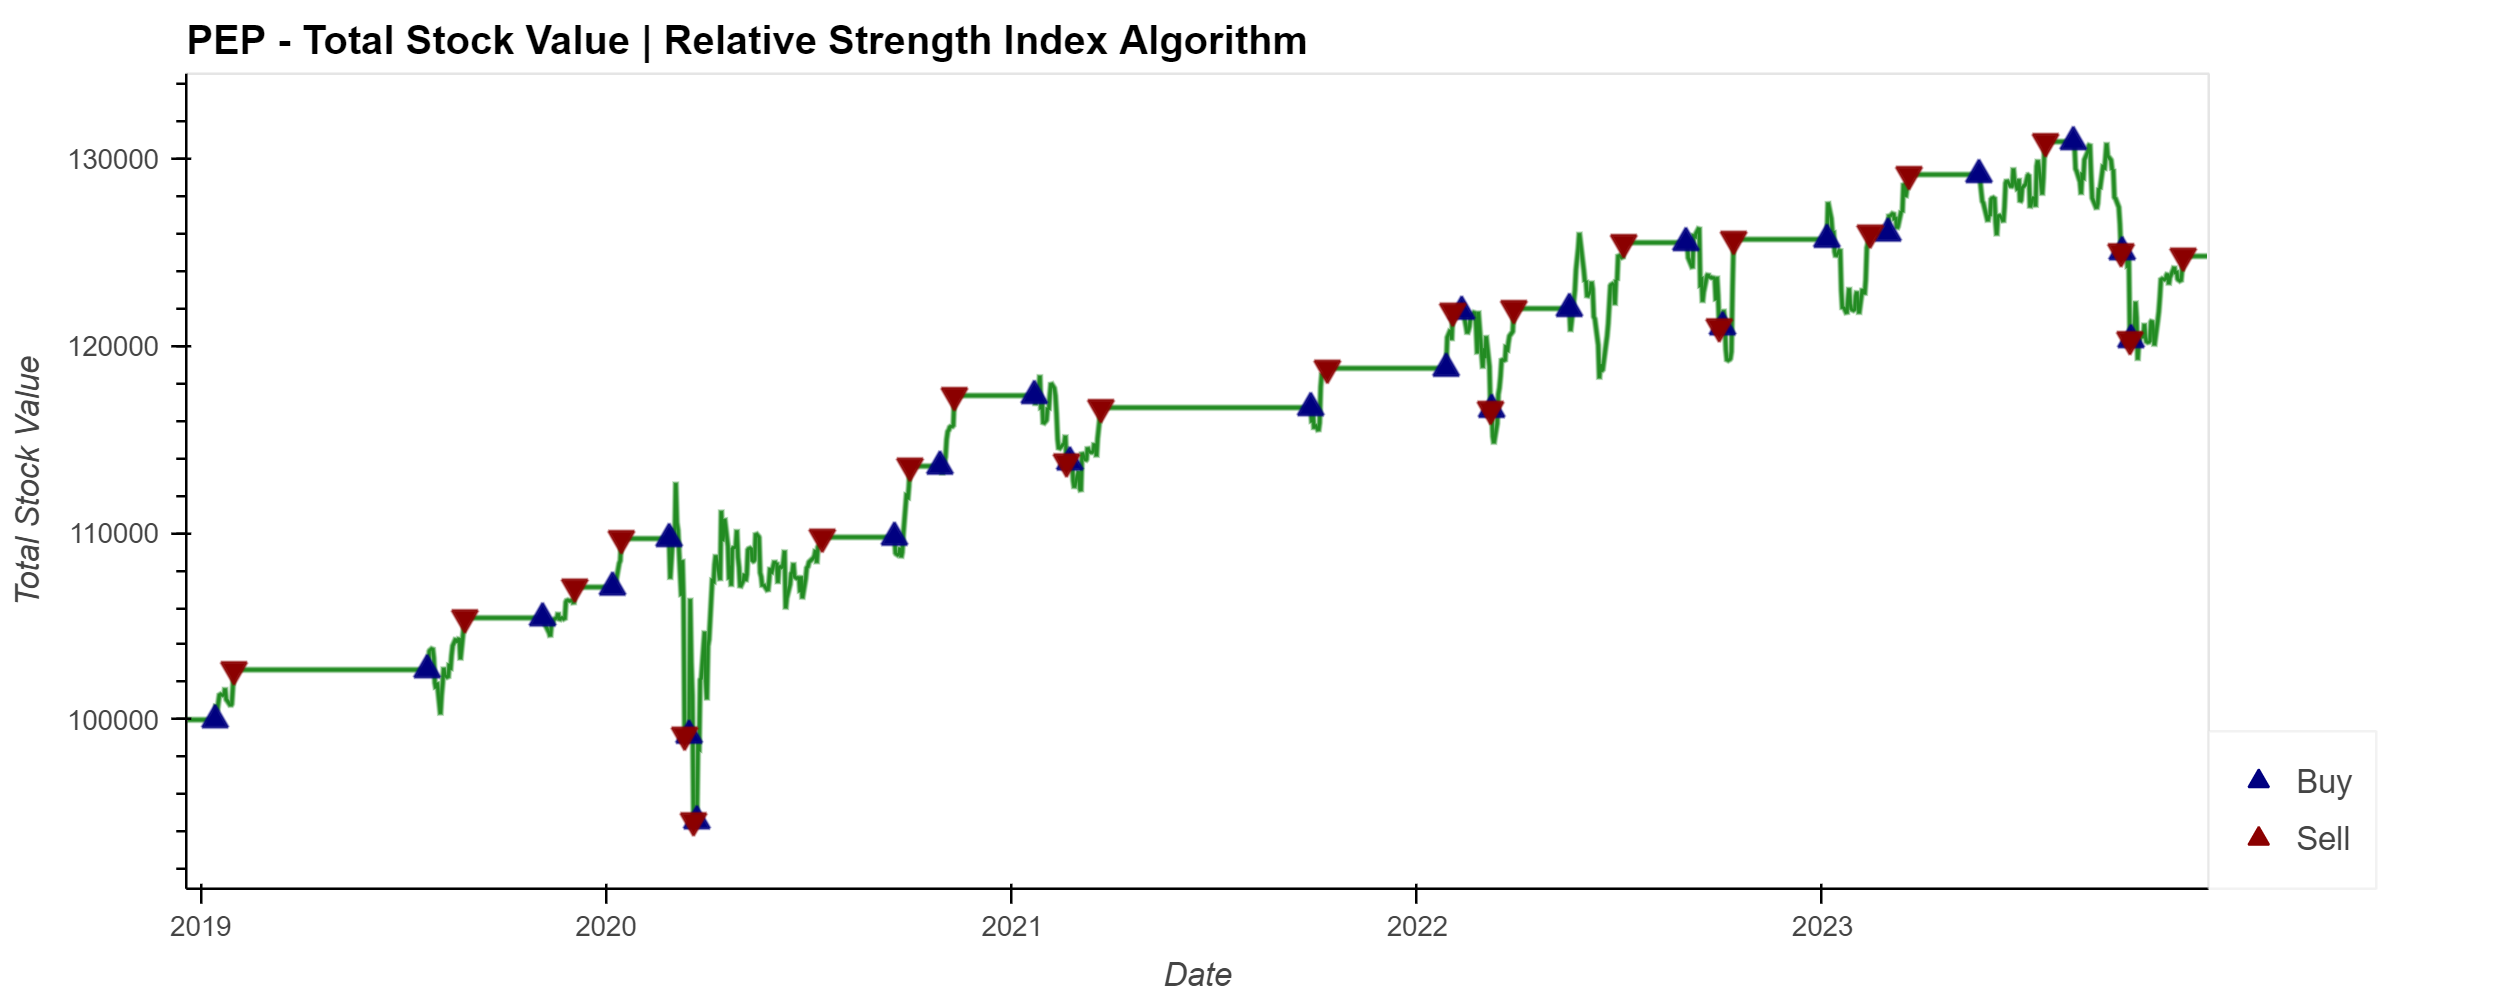 PEP - Total Stock Value | Relative Strength Index Algorithm
Total Stock Value
130000
120000
110000
100000
2019 2020 2021 2022 2023
Date
Buy
Sell